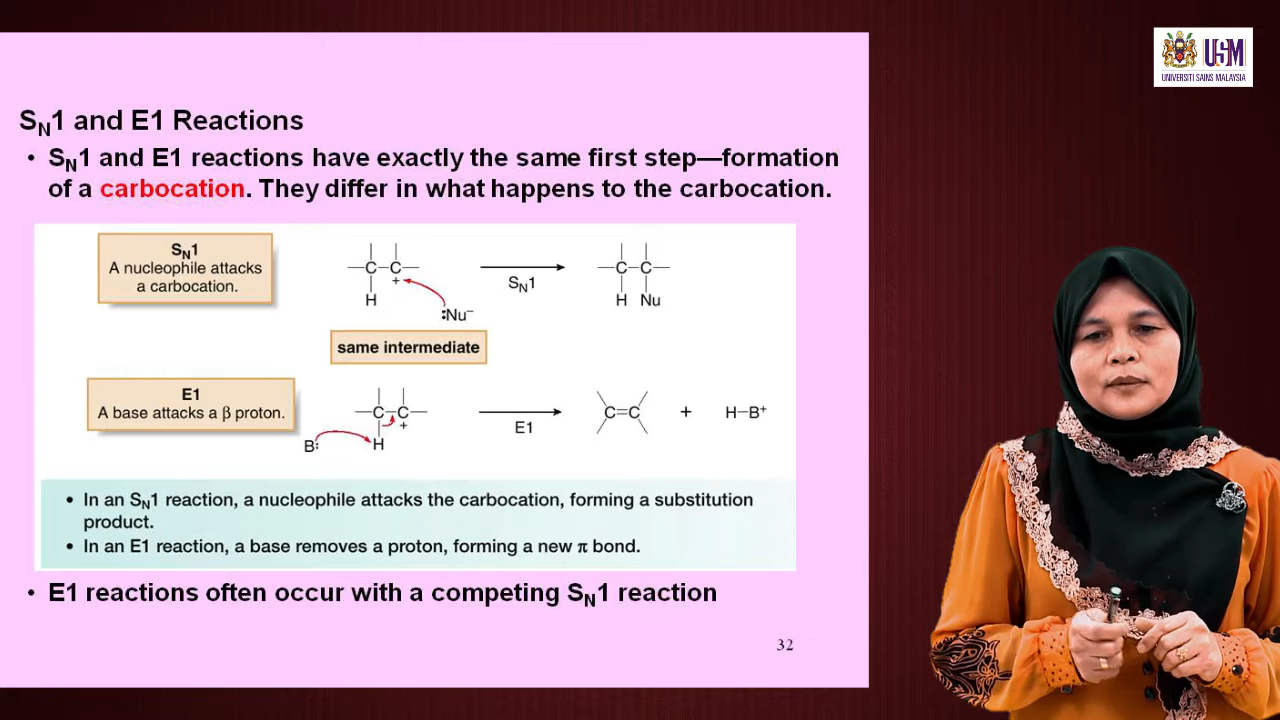 USM
UNIVERSITI SAINS MALAYSIA
SN1 and E1 Reactions
• SN1 and E1 reactions have exactly the same first step—formation
of a carbocation. They differ in what happens to the carbocation.
SN1
A nucleophile attacks
a carbocation.
C C
+
H
:Nu−
SN1
C C
H Nu
same intermediate
E1
A base attacks a β proton.
C C
+
B:
H
E1
C=C
+
H–B+
• In an SN1 reaction, a nucleophile attacks the carbocation, forming a substitution
product.
• In an E1 reaction, a base removes a proton, forming a new π bond.
• E1 reactions often occur with a competing SN1 reaction
32